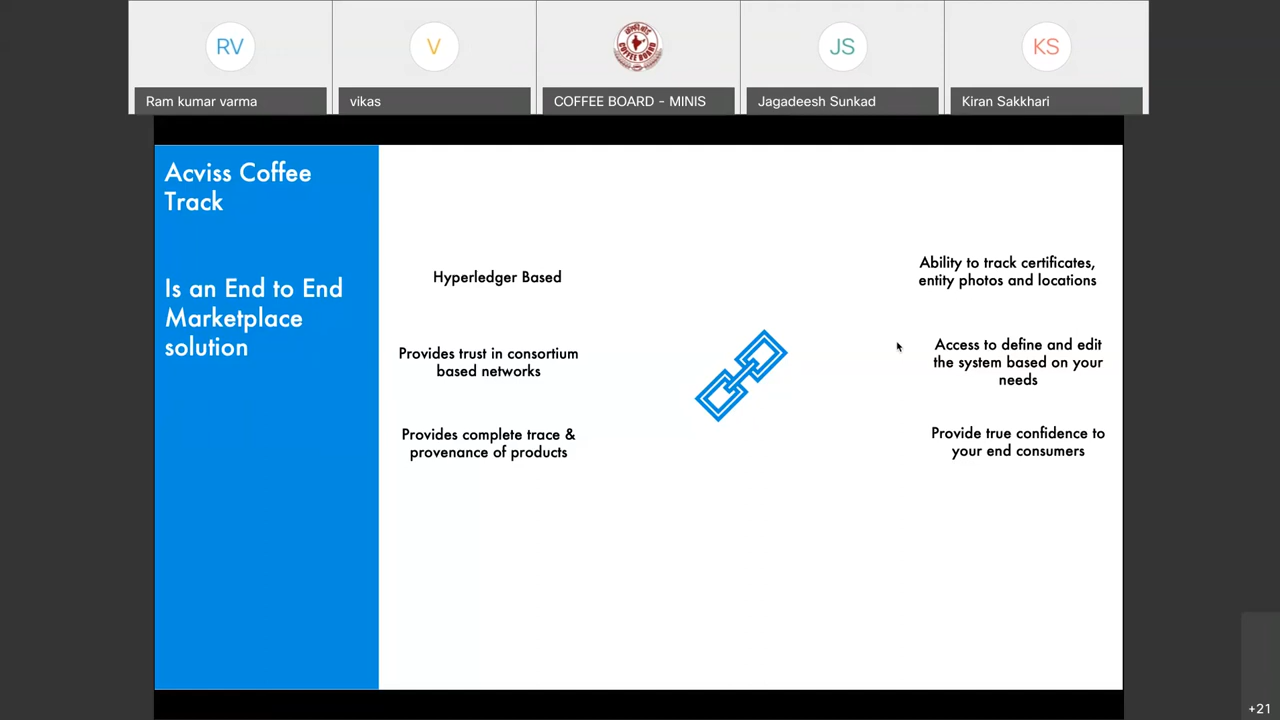 RV
V
JS
KS
COFFEE BOARD
Ram kumar varma
vikas
COFFEE BOARD - MINIS
Jagadeesh Sunkad
Kiran Sakkhari
Acviss Coffee
Track
Is an End to End
Marketplace
solution
Hyperledger Based
Provides trust in consortium
based networks
Provides complete trace &
provenance of products
Ability to track certificates,
entity photos and locations
Access to define and edit
the system based on your
needs
Provide true confidence to
your end consumers
+21